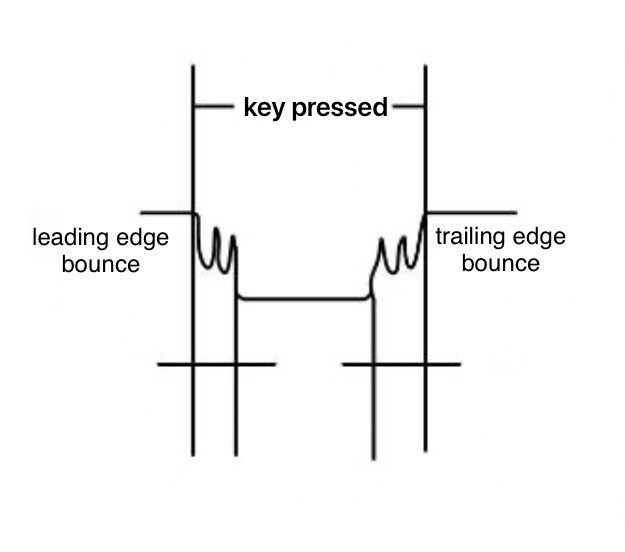 key pressed
leading edge
bounce
trailing edge
bounce